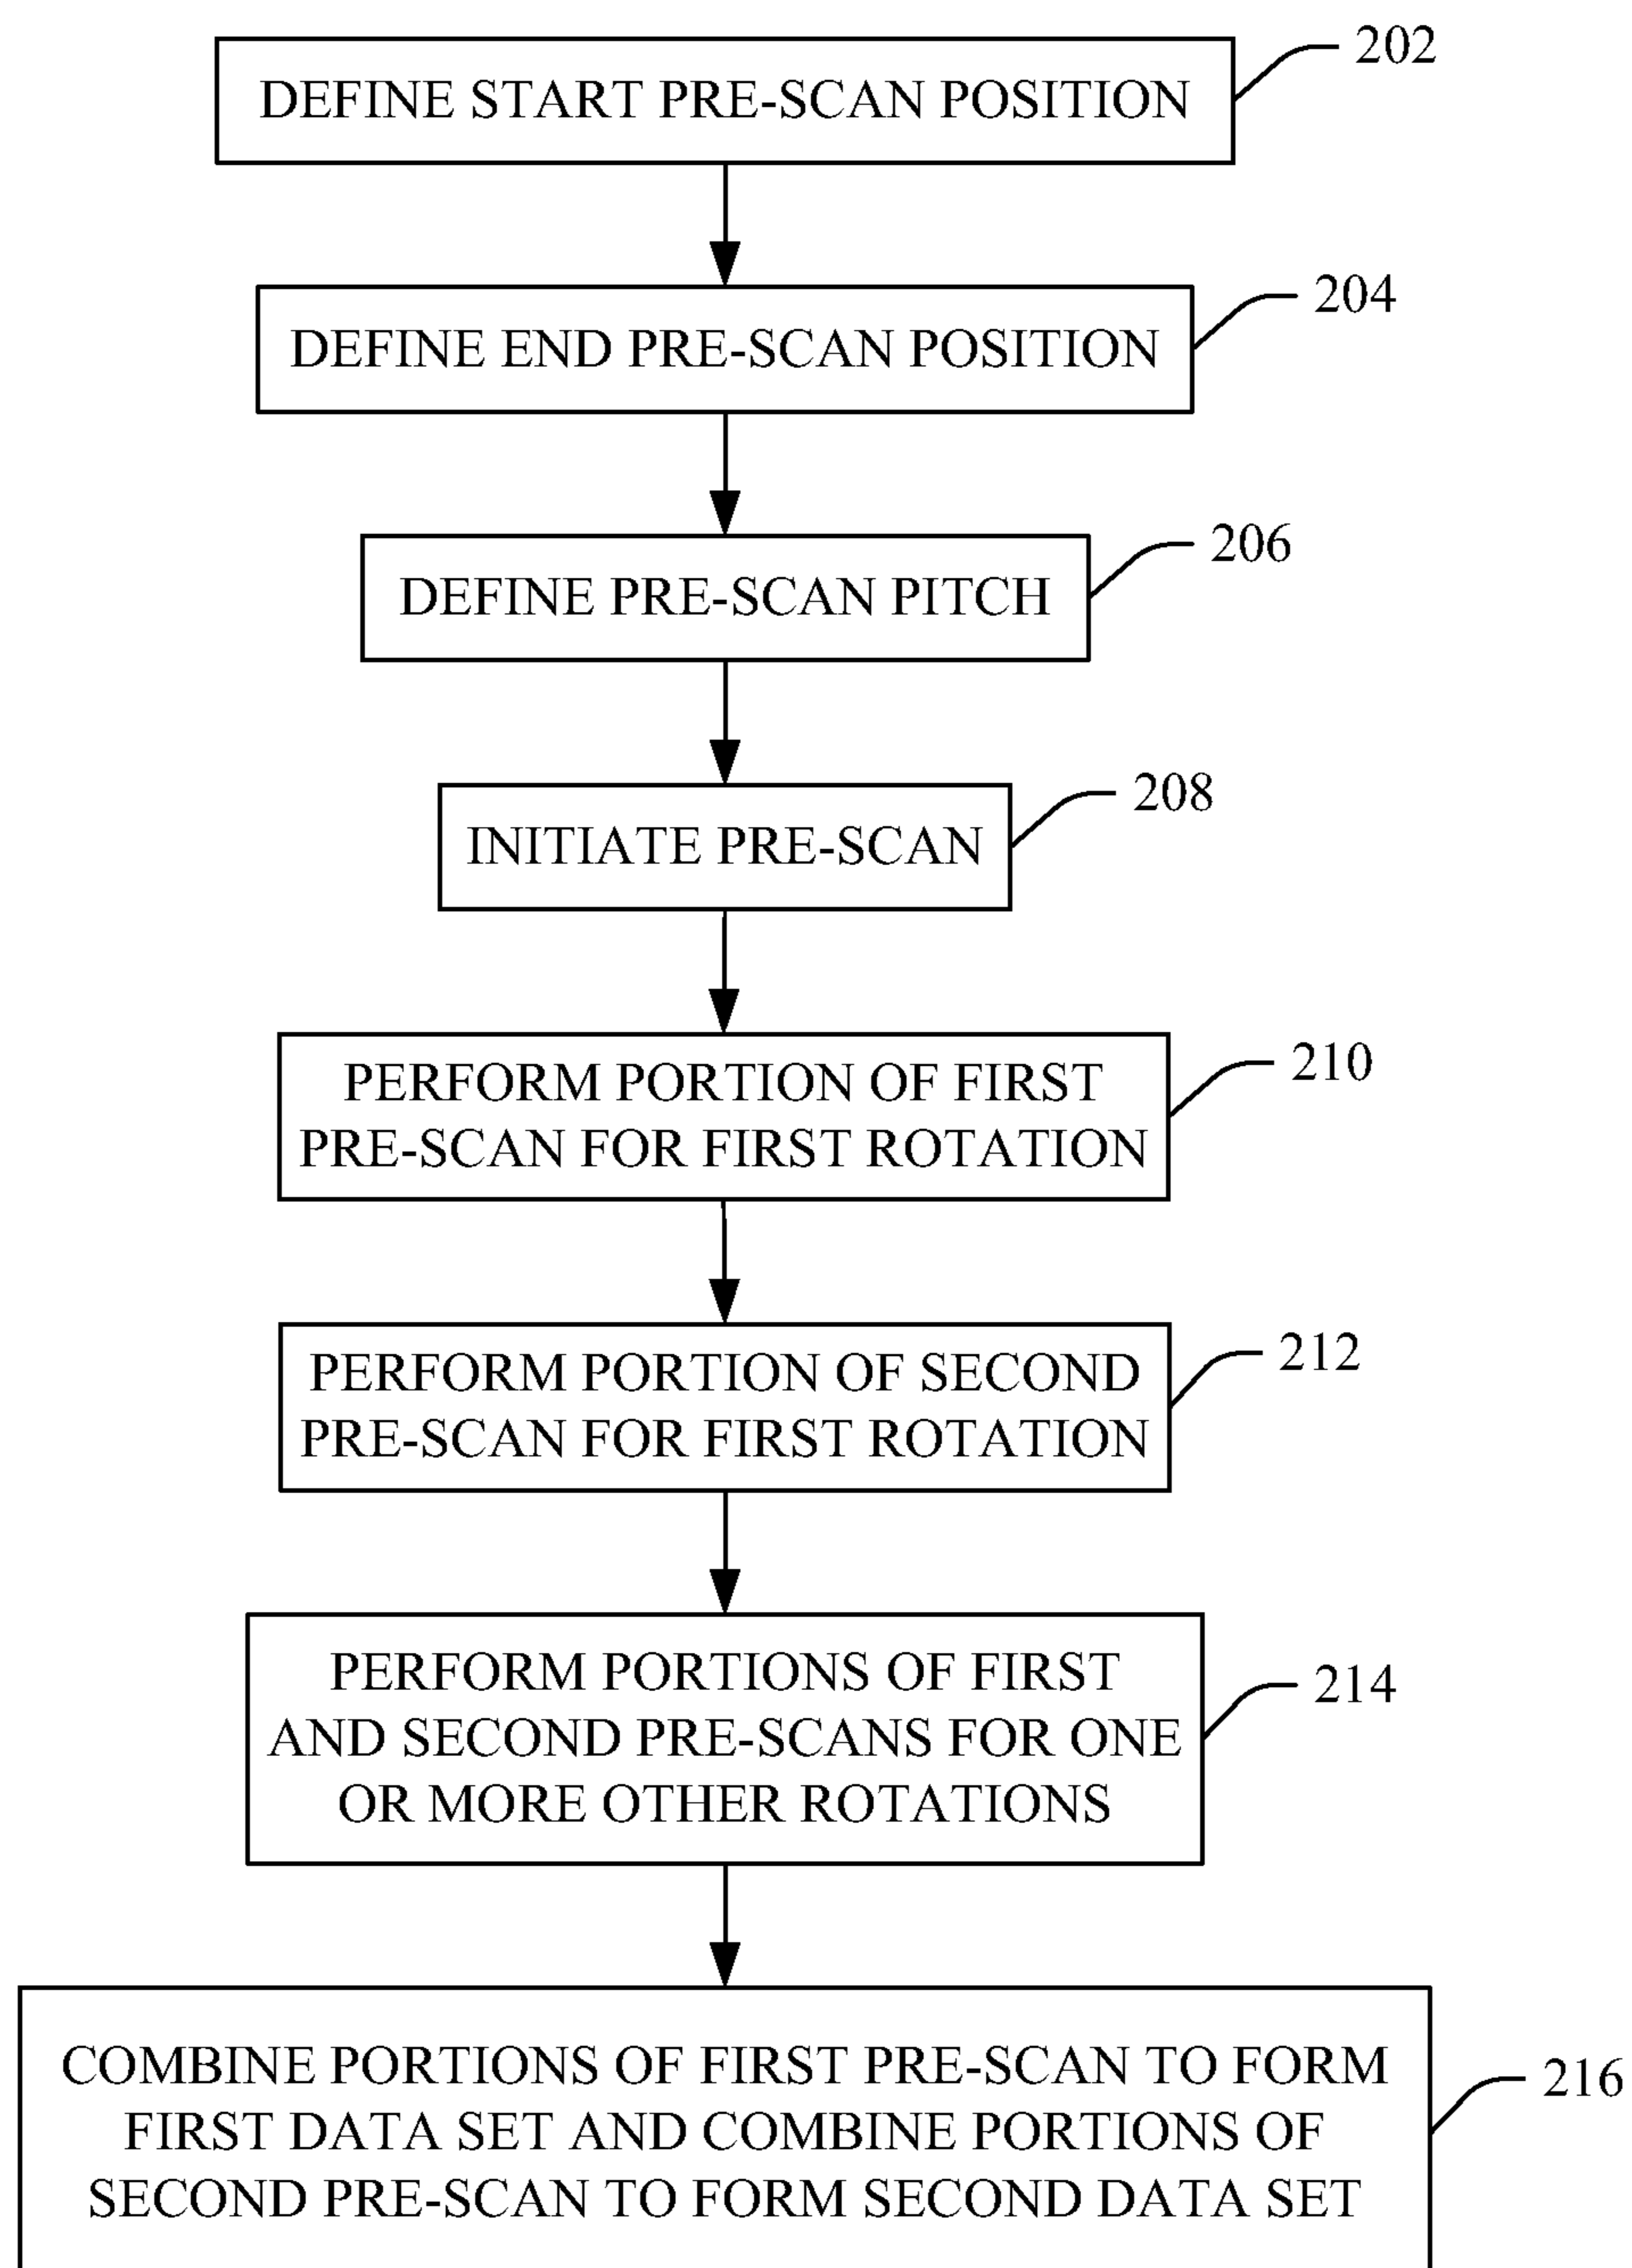 202
DEFINE START PRE-SCAN POSITION
204
DEFINE END PRE-SCAN POSITION
206
DEFINE PRE-SCAN PITCH
208
INITIATE PRE-SCAN
210
PERFORM PORTION OF FIRST
PRE-SCAN FOR FIRST ROTATION
212
PERFORM PORTION OF SECOND
PRE-SCAN FOR FIRST ROTATION
214
PERFORM PORTIONS OF FIRST
AND SECOND PRE-SCANS FOR ONE
OR MORE OTHER ROTATIONS
216
COMBINE PORTIONS OF FIRST PRE-SCAN TO FORM
FIRST DATA SET AND COMBINE PORTIONS OF
SECOND PRE-SCAN TO FORM SECOND DATA SET